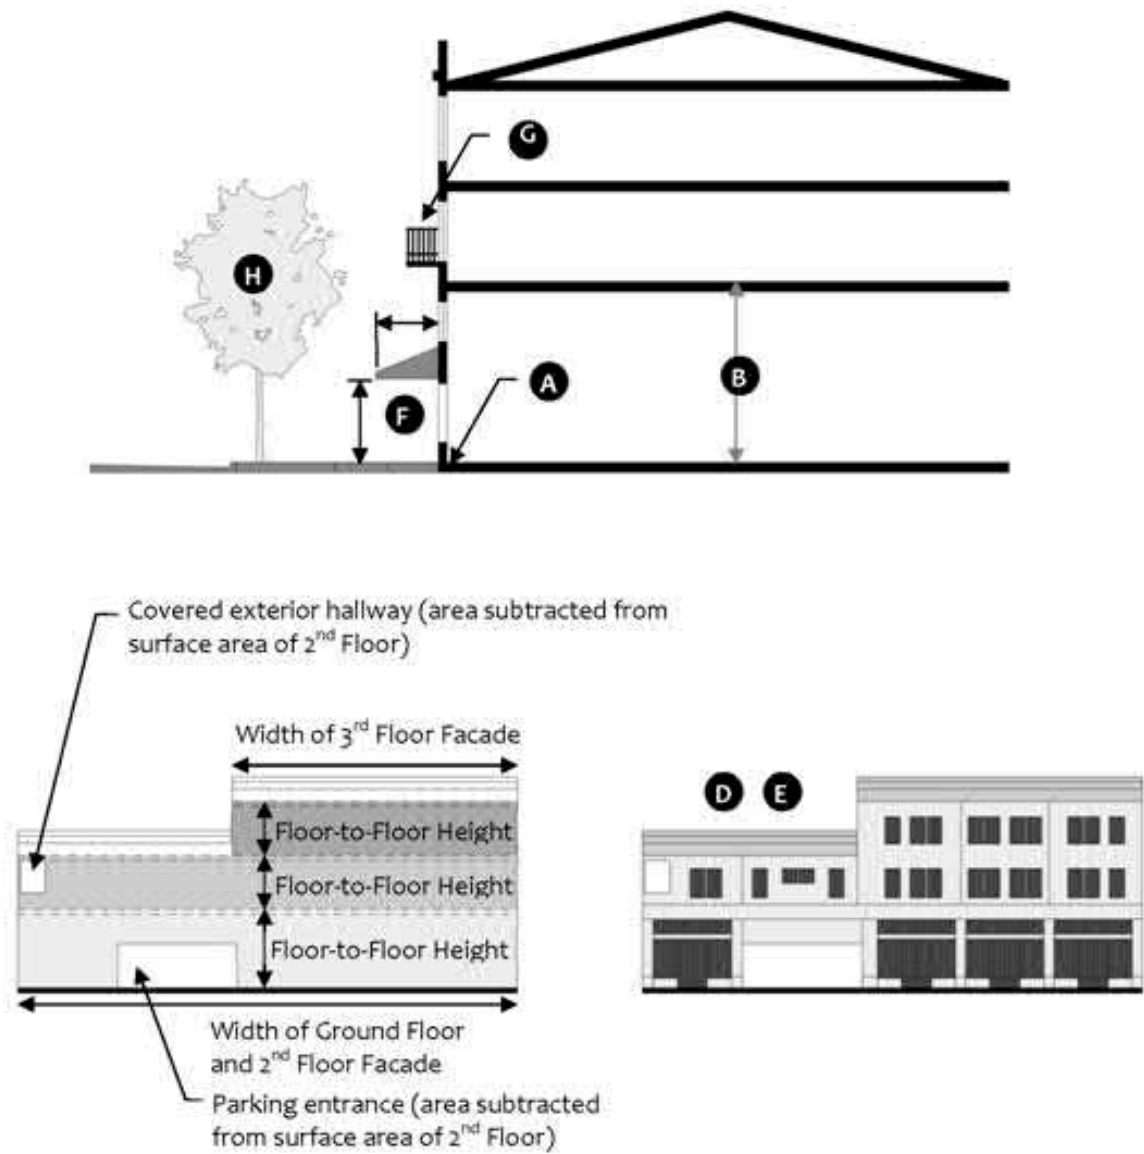 G
H
A
B
F
Covered exterior hallway (area subtracted from
surface area of 2nd Floor)
Width of 3rd Floor Facade
D E
Floor-to-Floor Height
Floor-to-Floor Height
Floor-to-Floor Height
Width of Ground Floor
and 2nd Floor Facade
Parking entrance (area subtracted
from surface area of 2nd Floor)